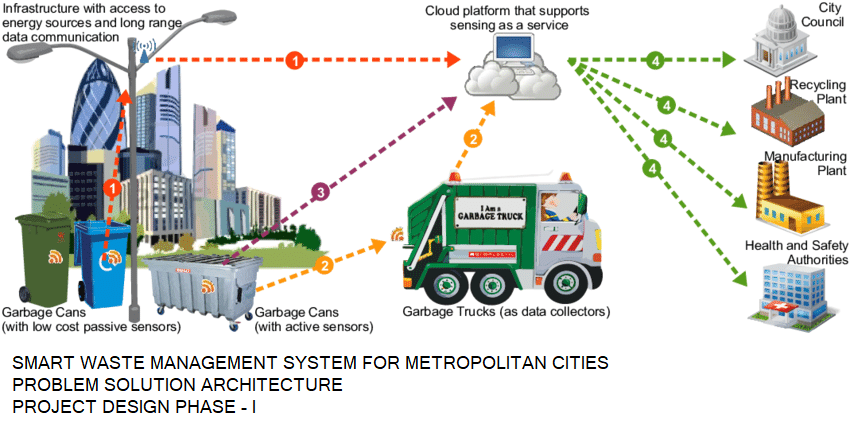 Infrastructure with access to
energy sources and long range
data communication
Cloud platform that supports
sensing as a service
City
Council
1
4
Recycling
Plant
4
4
4
Manufacturing
Plant
1
2
3
I Am a
GARBAGE TRUCK
2
Health and Safety
Authorities
Garbage Cans
(with low cost passive sensors)
Garbage Cans
(with active sensors)
Garbage Trucks (as data collectors)
SMART WASTE MANAGEMENT SYSTEM FOR METROPOLITAN CITIES
PROBLEM SOLUTION ARCHITECTURE
PROJECT DESIGN PHASE - I